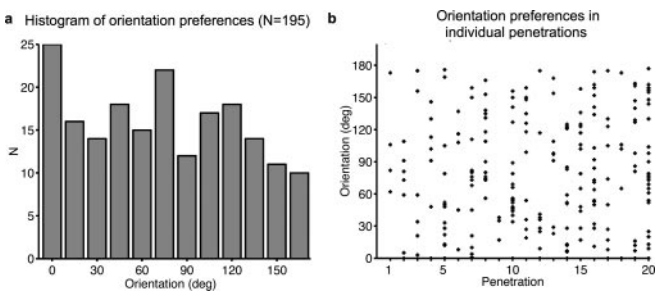 a Histogram of orientation preferences (N=195)
25
20
15
10
5
0
N
0 30 60 90 120 150
Orientation (deg)
b Orientation preferences in
individual penetrations
180
150
120
90
60
30
0
Orientation (deg)
1 5 10 15 20
Penetration